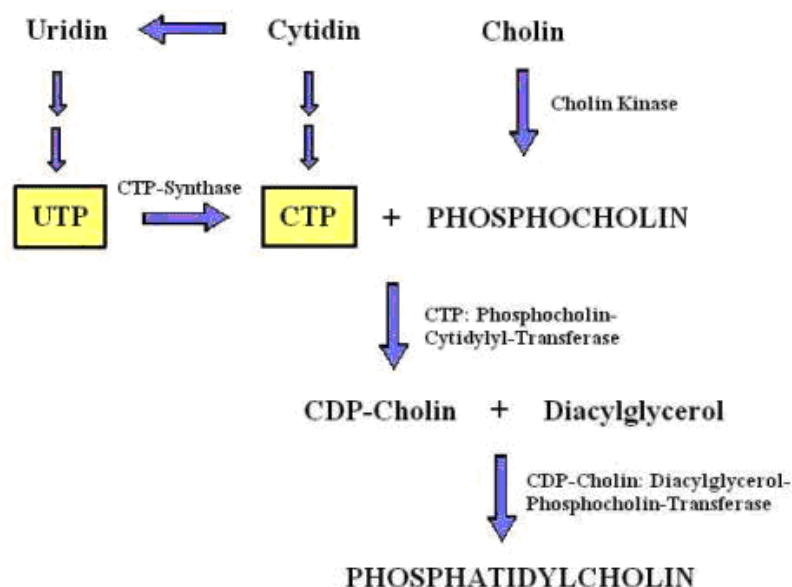 Uridin
Cytidin
Cholin
Cholin Kinase
CTP-Synthase
UTP
CTP
+
PHOSPHOCHOLIN
CTP: Phosphocholin-
Cytidylyl-Transferase
CDP-Cholin + Diacylglycerol
CDP-Cholin: Diacylglycerol-
Phosphocholin-Transferase
PHOSPHATIDYLCHOLIN